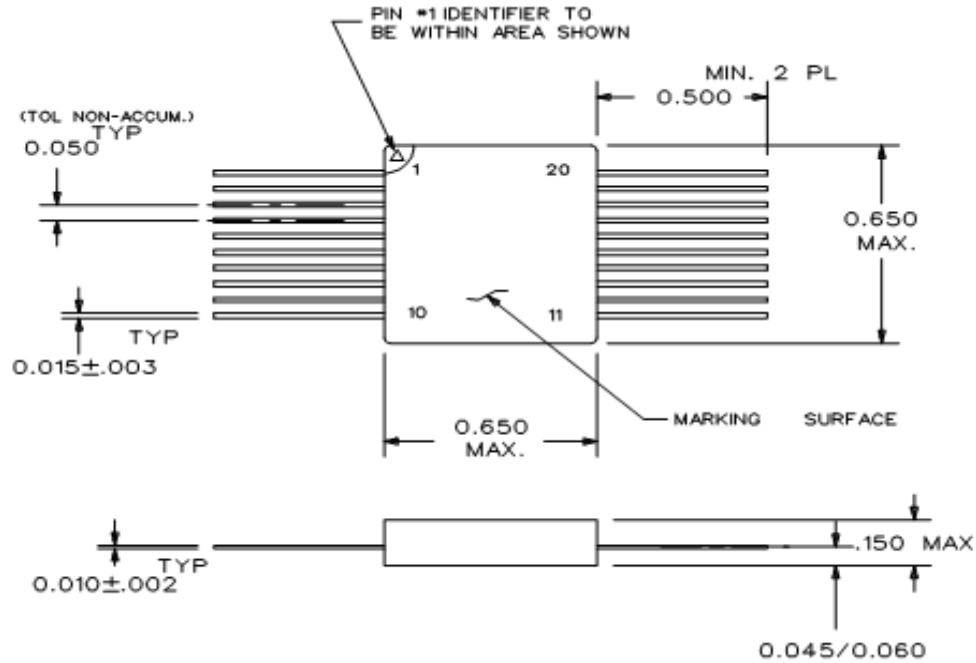 PIN #1 IDENTIFIER TO
BE WITHIN AREA SHOWN
MIN. 2 PL
0.500
(TOL NON-ACCUM.)
TYP
0.050
1
20
0.650
MAX.
10
11
TYP
0.015±.003
MARKING SURFACE
0.650
MAX.
.150 MAX
TYP
0.010±.002
0.045/0.060